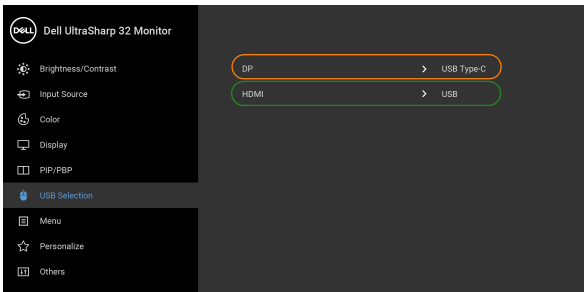 DELL Dell UltraSharp 32 Monitor
Brightness/Contrast
DP > USB Type-C
Input Source
HDMI > USB
Color
Display
PIP/PBP
USB Selection
Menu
Personalize
Others